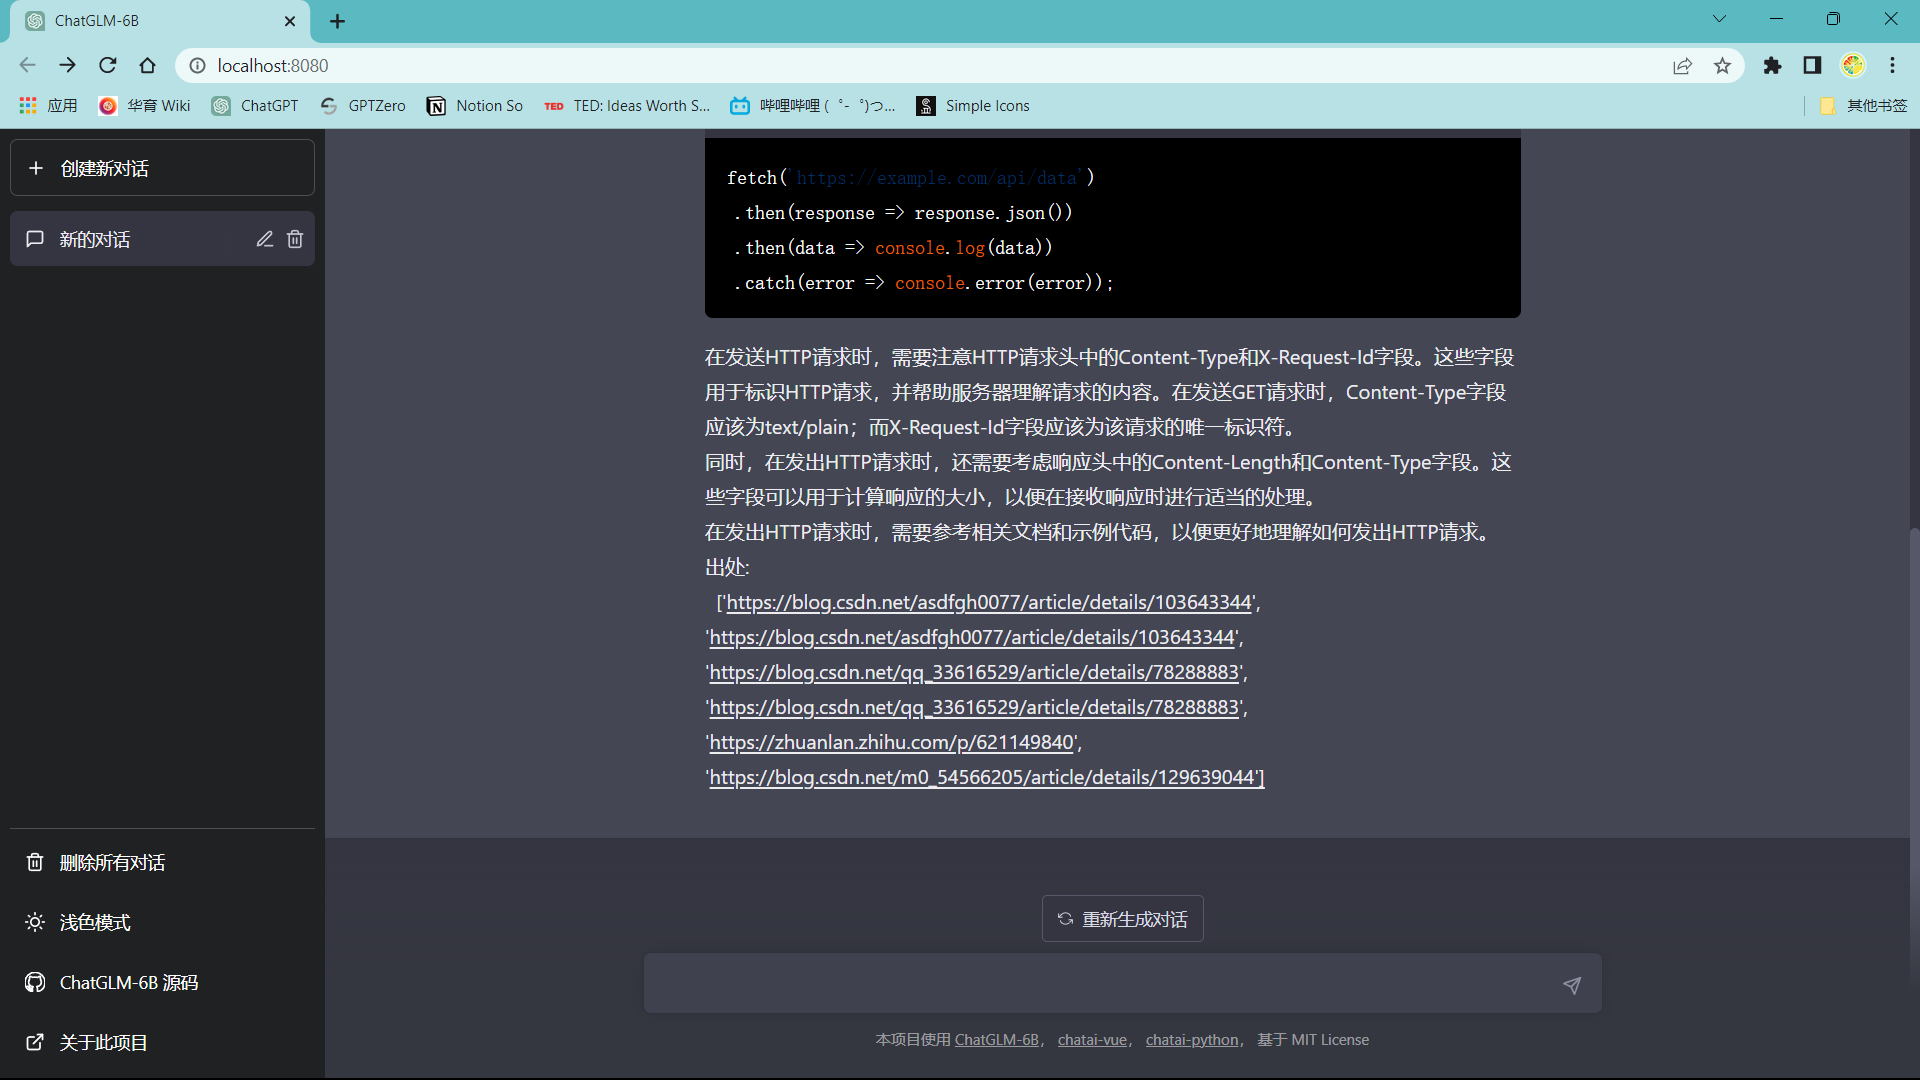 ChatGLM-6B
localhost:8080
应用 华育 Wiki ChatGPT GPTZero Notion So TED TED: Ideas Worth S... 哔哩哔哩 ( ゜- ゜)つ... Simple Icons 其他书签
创建新对话
新的对话
fetch('https://example.com/api/data')
.then(response => response.json())
.then(data => console.log(data))
.catch(error => console.error(error));
在发送HTTP请求时，需要注意HTTP请求头中的Content-Type和X-Request-Id字段。这些字段
用于标识HTTP请求，并帮助服务器理解请求的内容。在发送GET请求时，Content-Type字段
应该为text/plain；而X-Request-Id字段应该为该请求的唯一标识符。
同时，在发出HTTP请求时，还需要考虑响应头中的Content-Length和Content-Type字段。这
些字段可以用于计算响应的大小，以便在接收响应时进行适当的处理。
在发出HTTP请求时，需要参考相关文档和示例代码，以便更好地理解如何发出HTTP请求。
出处:
['https://blog.csdn.net/asdfgh0077/article/details/103643344',
'https://blog.csdn.net/asdfgh0077/article/details/103643344',
'https://blog.csdn.net/qq_33616529/article/details/78288883',
'https://blog.csdn.net/qq_33616529/article/details/78288883',
'https://zhuanlan.zhihu.com/p/621149840',
'https://blog.csdn.net/m0_54566205/article/details/129639044']
删除所有对话
浅色模式
ChatGLM-6B 源码
关于此项目
重新生成对话
本项目使用 ChatGLM-6B， chatai-vue， chatai-python， 基于 MIT License